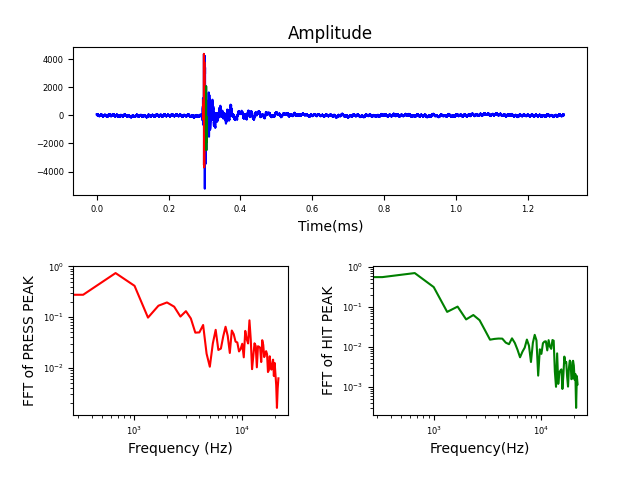 Amplitude
4000
2000
0
−2000
−4000
0.0 0.2 0.4 0.6 0.8 1.0 1.2
Time(ms)
FFT of PRESS PEAK
10⁰
10⁻¹
10⁻²
10³ 10⁴
Frequency (Hz)
FFT of HIT PEAK
10⁰
10⁻¹
10⁻²
10⁻³
10³ 10⁴
Frequency(Hz)